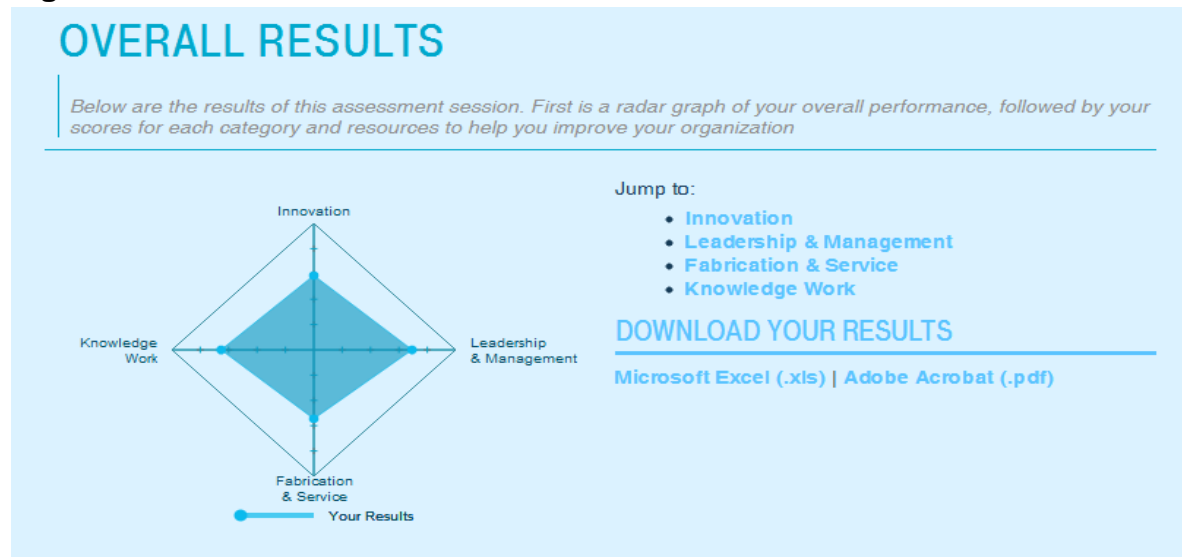 OVERALL RESULTS
Below are the results of this assessment session. First is a radar graph of your overall performance, followed by your
scores for each category and resources to help you improve your organization
Jump to:
Innovation
Leadership & Management
Fabrication & Service
Knowledge Work
DOWNLOAD YOUR RESULTS
Microsoft Excel (.xls) | Adobe Acrobat (.pdf)
Innovation
Knowledge
Work
Leadership
& Management
Fabrication
& Service
Your Results